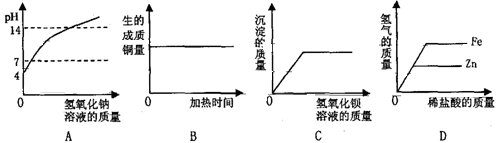 pH
14
7
4
0
氢氧化钠
溶液的质量
A
生的
成质
铜量
0
加热时间
B
沉淀的质量
0
氢氧化钡
溶液的质量
C
氢气的质量
Fe
Zn
0
稀盐酸的质量
D